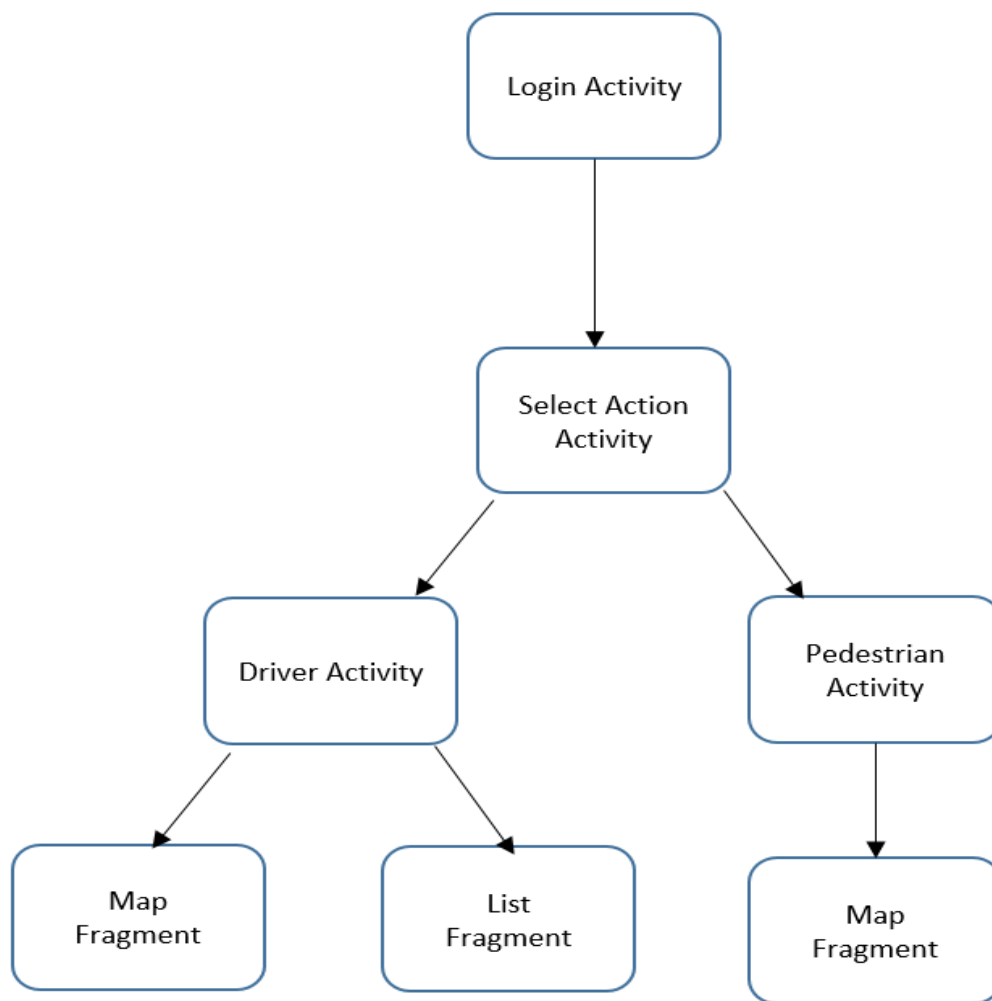 Login Activity
Select Action
Activity
Driver Activity
Pedestrian
Activity
Map
Fragment
List
Fragment
Map
Fragment